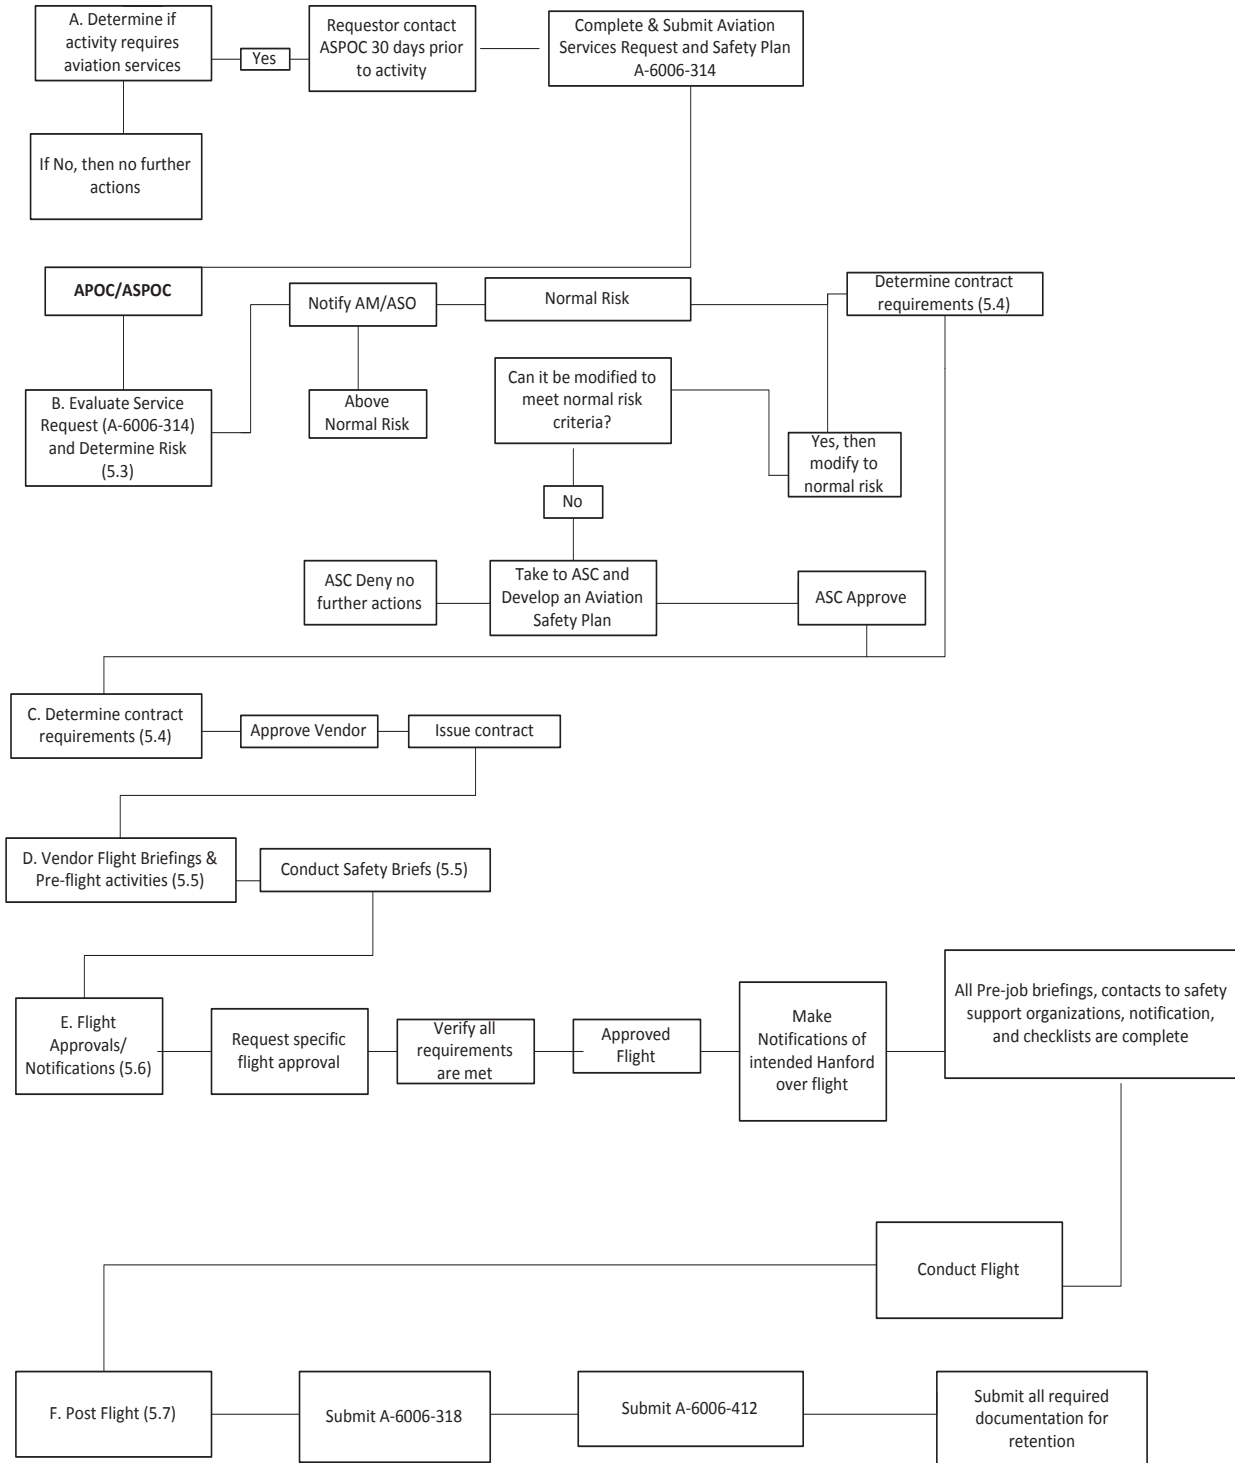 A. Determine if
activity requires
aviation services
Yes
Requestor contact
ASPOC 30 days prior
to activity
Complete & Submit Aviation
Services Request and Safety Plan
A-6006-314
If No, then no further
actions
APOC/ASPOC
Notify AM/ASO
Normal Risk
Determine contract
requirements (5.4)
B. Evaluate Service
Request (A-6006-314)
and Determine Risk
(5.3)
Above
Normal Risk
Can it be modified to
meet normal risk
criteria?
Yes, then
modify to
normal risk
No
ASC Deny no
further actions
Take to ASC and
Develop an Aviation
Safety Plan
ASC Approve
C. Determine contract
requirements (5.4)
Approve Vendor
Issue contract
D. Vendor Flight Briefings &
Pre-flight activities (5.5)
Conduct Safety Briefs (5.5)
E. Flight
Approvals/
Notifications (5.6)
Request specific
flight approval
Verify all
requirements
are met
Approved
Flight
Make
Notifications of
intended Hanford
over flight
All Pre-job briefings, contacts to safety
support organizations, notification,
and checklists are complete
Conduct Flight
F. Post Flight (5.7)
Submit A-6006-318
Submit A-6006-412
Submit all required
documentation for
retention